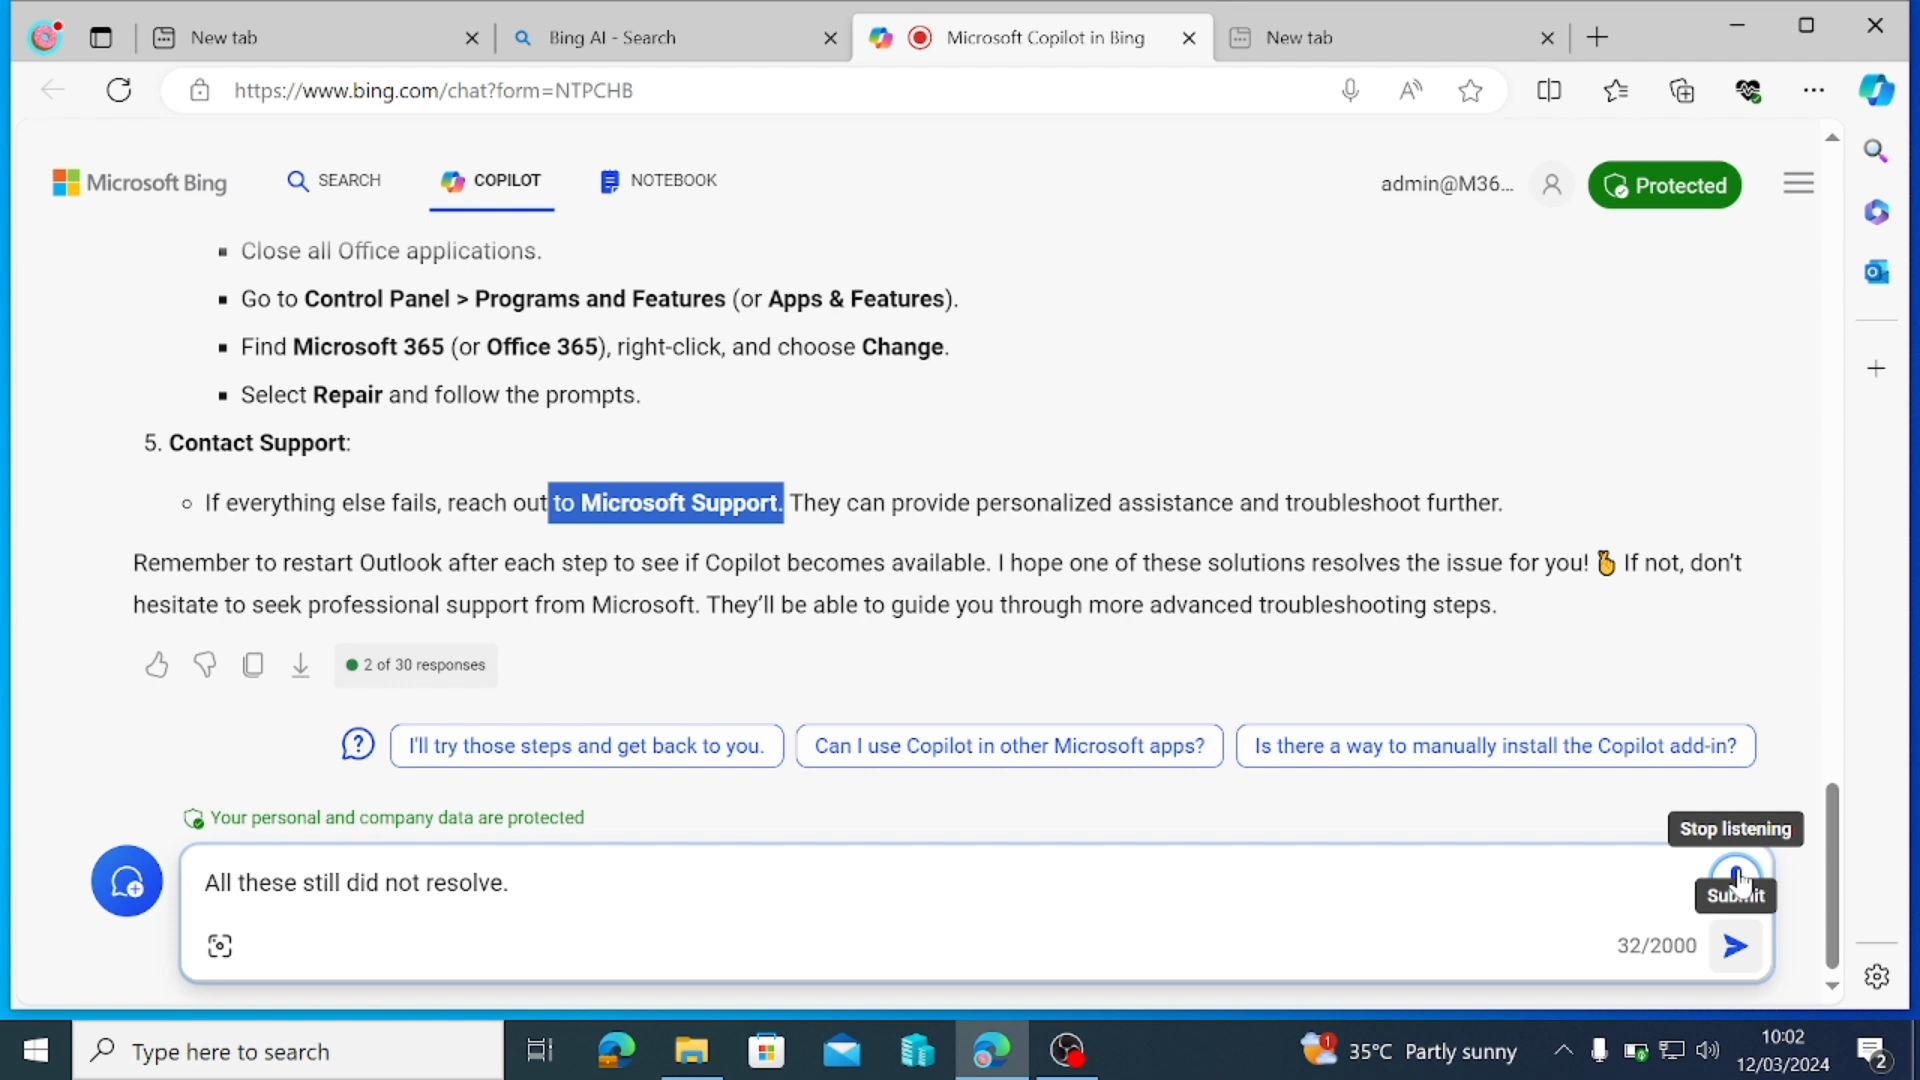 New tab
Bing AI - Search
Microsoft Copilot in Bing
New tab
https://www.bing.com/chat?form=NTPCHB
Microsoft Bing
SEARCH
COPILOT
NOTEBOOK
admin@M36...
Protected
▪ Close all Office applications.
▪ Go to Control Panel > Programs and Features (or Apps & Features).
▪ Find Microsoft 365 (or Office 365), right-click, and choose Change.
▪ Select Repair and follow the prompts.
5. Contact Support:
○ If everything else fails, reach out to Microsoft Support. They can provide personalized assistance and troubleshoot further.
Remember to restart Outlook after each step to see if Copilot becomes available. I hope one of these solutions resolves the issue for you! 🫰 If not, don’t
hesitate to seek professional support from Microsoft. They’ll be able to guide you through more advanced troubleshooting steps.
2 of 30 responses
I'll try those steps and get back to you.
Can I use Copilot in other Microsoft apps?
Is there a way to manually install the Copilot add-in?
Your personal and company data are protected
Stop listening
All these still did not resolve.
Submit
32/2000
Type here to search
1
35°C Partly sunny
10:02
12/03/2024
2